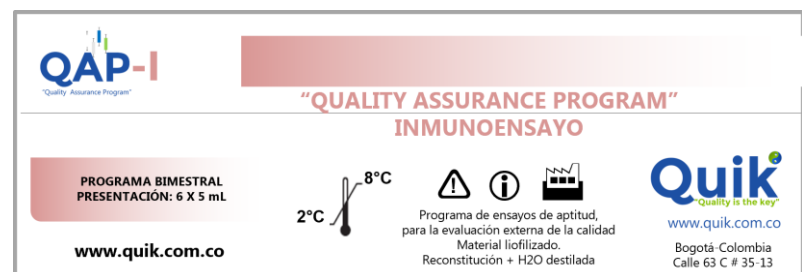 QAP-I
"Quality Assurance Program"
"QUALITY ASSURANCE PROGRAM"
INMUNOENSAYO
PROGRAMA BIMESTRAL
PRESENTACIÓN: 6 X 5 mL
www.quik.com.co
8°C
2°C
Programa de ensayos de aptitud,
para la evaluación externa de la calidad
Material liofilizado.
Reconstitución + H2O destilada
Quik
"Quality is the key"
www.quik.com.co
Bogotá-Colombia
Calle 63 C # 35-13